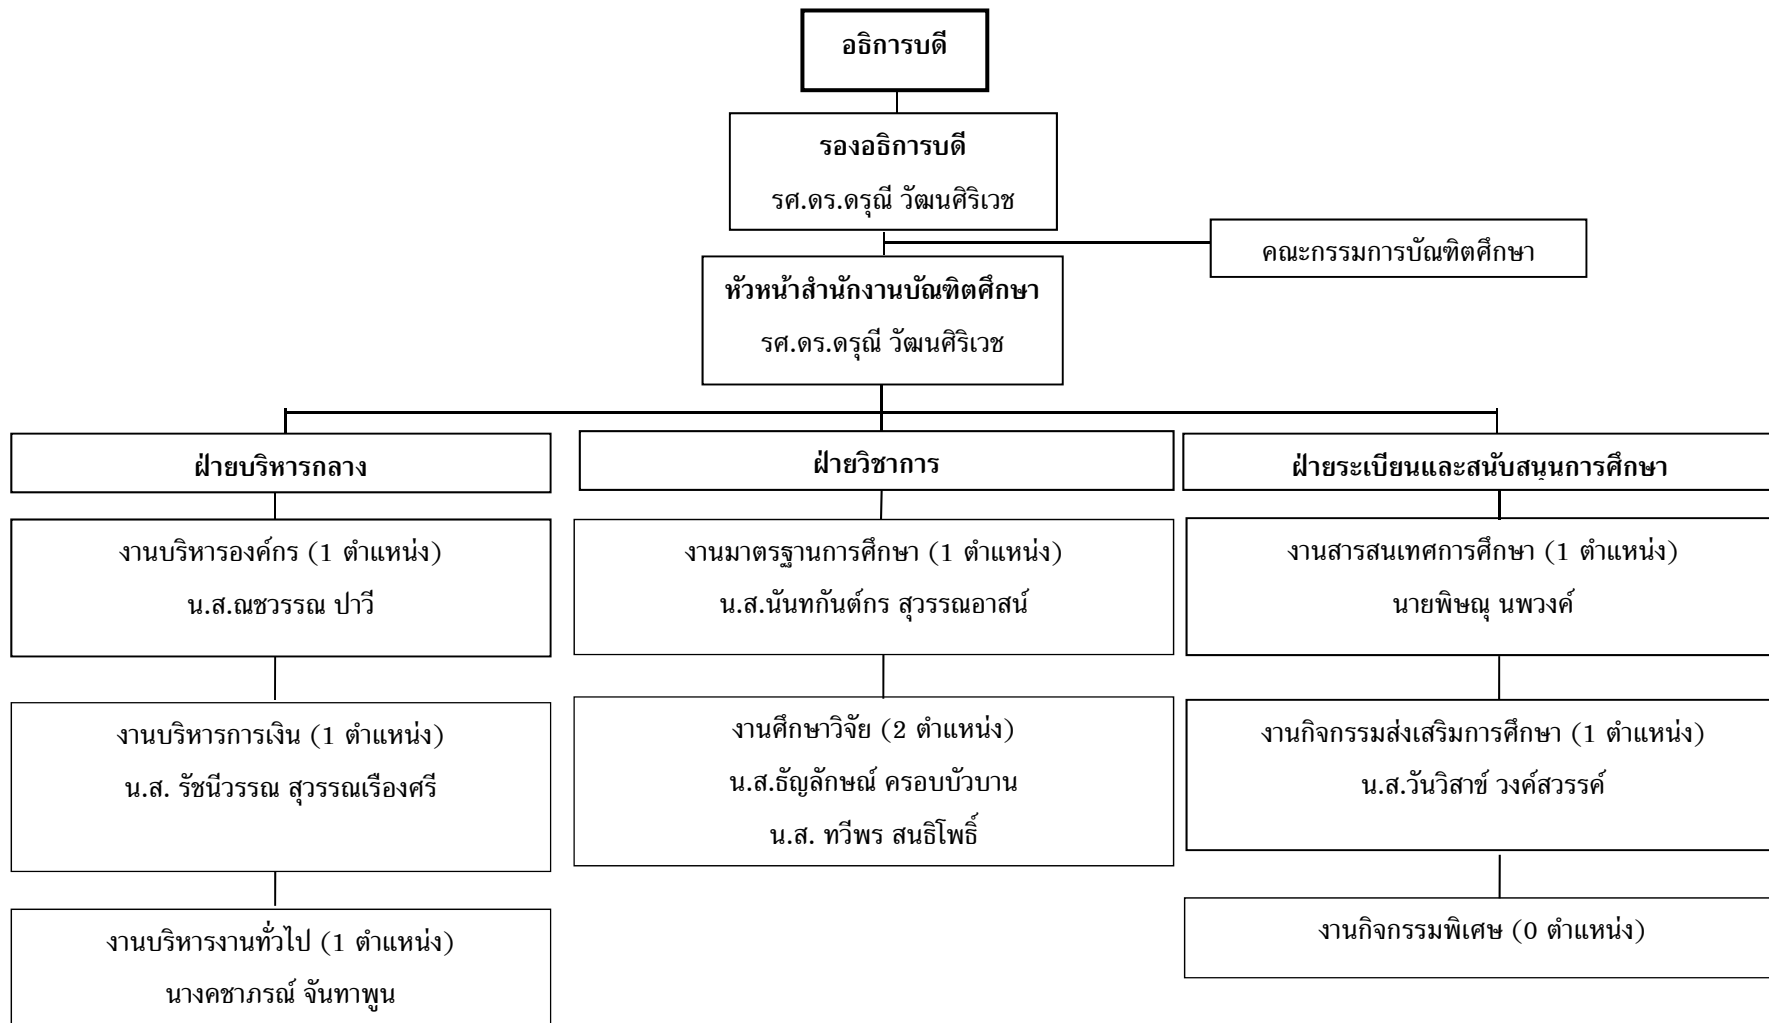 อธิการบดี
รองอธิการบดี
รศ.ดร.ดรุณี วัฒนศิริเวช
คณะกรรมการบัณฑิตศึกษา
หัวหน้าสำนักงานบัณฑิตศึกษา
รศ.ดร.ดรุณี วัฒนศิริเวช
ฝ่ายบริหารกลาง
งานบริหารองค์กร (1 ตำแหน่ง)
น.ส.ณชวรรณ ปาวี
งานบริหารการเงิน (1 ตำแหน่ง)
น.ส. รัชนีวรรณ สุวรรณเรืองศรี
งานบริหารงานทั่วไป (1 ตำแหน่ง)
นางคชาภรณ์ จันทาพูน
ฝ่ายวิชาการ
งานมาตรฐานการศึกษา (1 ตำแหน่ง)
น.ส.นันทกันต์กร สุวรรณอาสน์
งานศึกษาวิจัย (2 ตำแหน่ง)
น.ส.ธัญลักษณ์ ครอบบัวบาน
น.ส. ทวีพร สนธิโพธิ์
ฝ่ายระเบียนและสนับสนุนการศึกษา
งานสารสนเทศการศึกษา (1 ตำแหน่ง)
นายพิษณุ นพวงค์
งานกิจกรรมส่งเสริมการศึกษา (1 ตำแหน่ง)
น.ส.วันวิสาข์ วงค์สวรรค์
งานกิจกรรมพิเศษ (0 ตำแหน่ง)